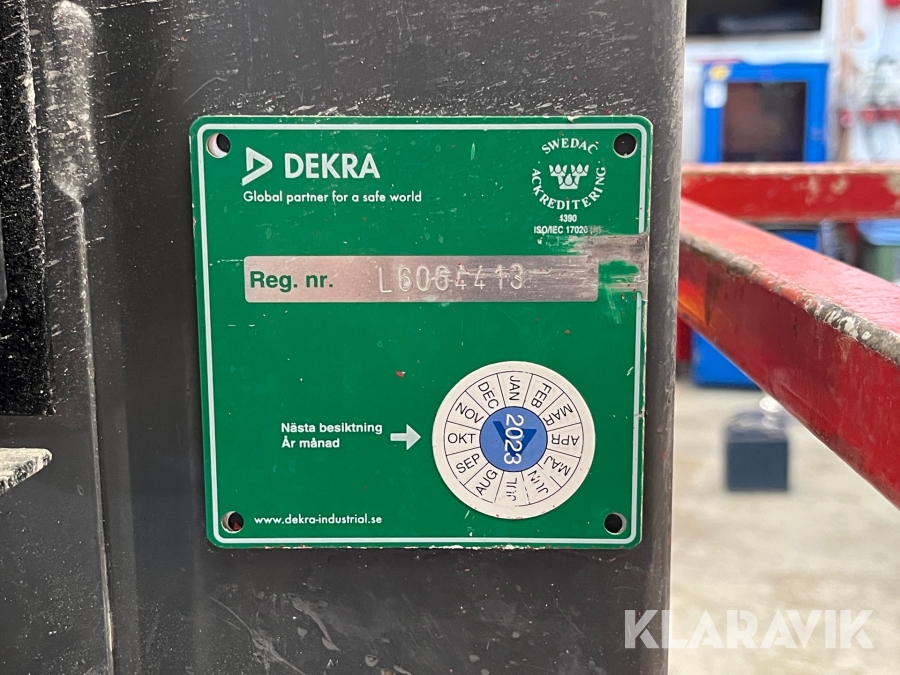 DEKRA
Global partner for a safe world
SWEDAC
ACKREDITERING
1390
ISO/IEC 17020
Reg. nr. L6064413
Nästa besiktning
År månad
JAN FEB MAR APR MAJ JUN JUL AUG SEP OKT NOV DEC
2023
www.dekra-industrial.se
KLARAVIK